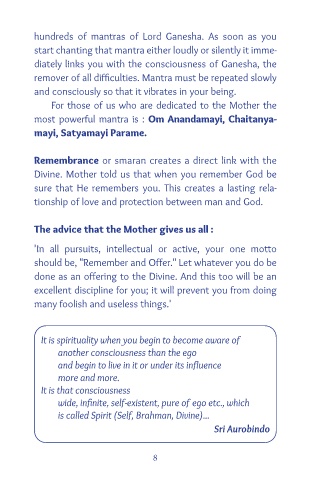 hundreds of mantras of Lord Ganesha. As soon as you
start chanting that mantra either loudly or silently it imme-
diately links you with the consciousness of Ganesha, the
remover of all difficulties. Mantra must be repeated slowly
and consciously so that it vibrates in your being.
For those of us who are dedicated to the Mother the
most powerful mantra is : Om Anandamayi, Chaitanya-
mayi, Satyamayi Parame.
Remembrance or smaran creates a direct link with the
Divine. Mother told us that when you remember God be
sure that He remembers you. This creates a lasting rela-
tionship of love and protection between man and God.
The advice that the Mother gives us all :
'In all pursuits, intellectual or active, your one motto
should be, "Remember and Offer." Let whatever you do be
done as an offering to the Divine. And this too will be an
excellent discipline for you; it will prevent you from doing
many foolish and useless things.'
It is spirituality when you begin to become aware of
another consciousness than the ego
and begin to live in it or under its influence
more and more.
It is that consciousness
wide, infinite, self-existent, pure of ego etc., which
is called Spirit (Self, Brahman, Divine)...
Sri Aurobindo
8